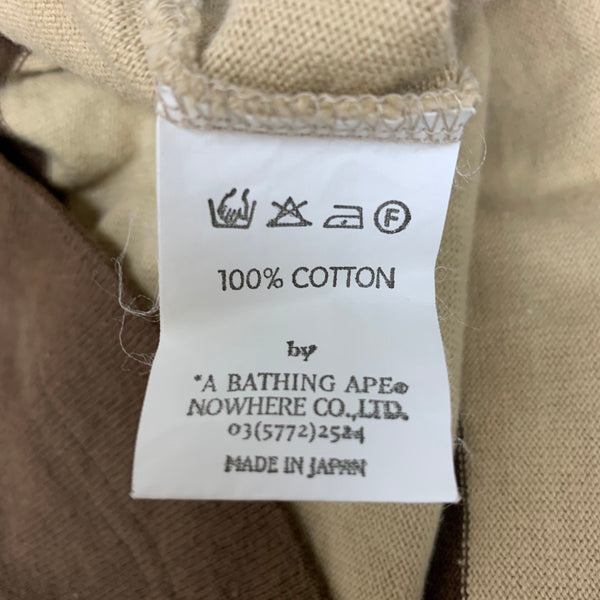 F
100% COTTON
by
*A BATHING APE®
NOWHERE CO.,LTD.
03(5772)2524
MADE IN JAPAN